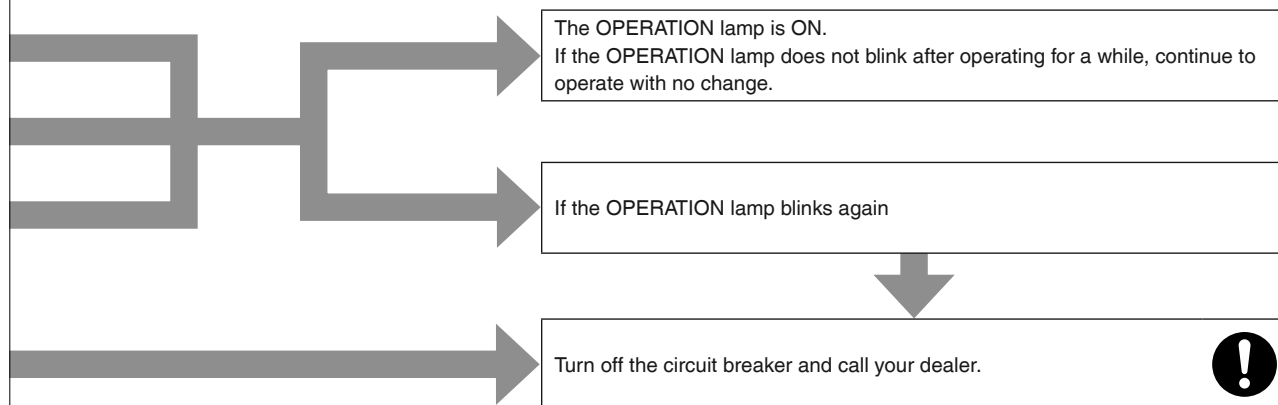 The OPERATION lamp is ON.
If the OPERATION lamp does not blink after operating for a while, continue to
operate with no change.
If the OPERATION lamp blinks again
Turn off the circuit breaker and call your dealer.